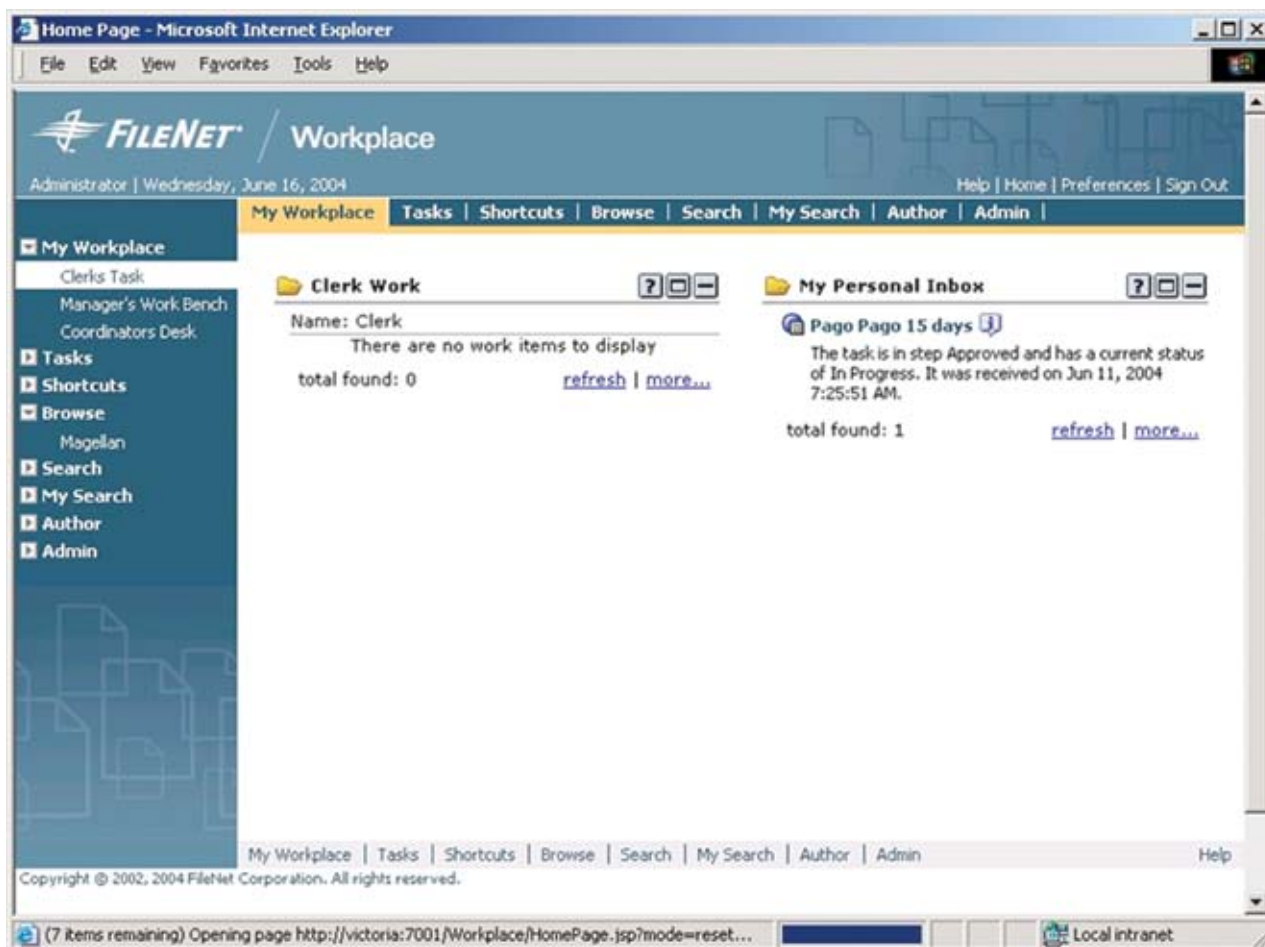 Home Page - Microsoft Internet Explorer
File Edit View Favorites Tools Help
FILENET Workplace
Administrator | Wednesday, June 16, 2004
Help | Home | Preferences | Sign Out
My Workplace Tasks | Shortcuts | Browse | Search | My Search | Author | Admin |
My Workplace
Clerks Task
Manager's Work Bench
Coordinators Desk
Tasks
Shortcuts
Browse
Magellan
Search
My Search
Author
Admin
Clerk Work
Name: Clerk
There are no work items to display
total found: 0 refresh | more...
My Personal Inbox
Pago Pago 15 days
The task is in step Approved and has a current status
of In Progress. It was received on Jun 11, 2004
7:25:51 AM.
total found: 1 refresh | more...
My Workplace | Tasks | Shortcuts | Browse | Search | My Search | Author | Admin Help
Copyright © 2002, 2004 FileNet Corporation. All rights reserved.
(7 items remaining) Opening page http://victoria:7001/Workplace/HomePage.jsp?mode=reset... Local intranet